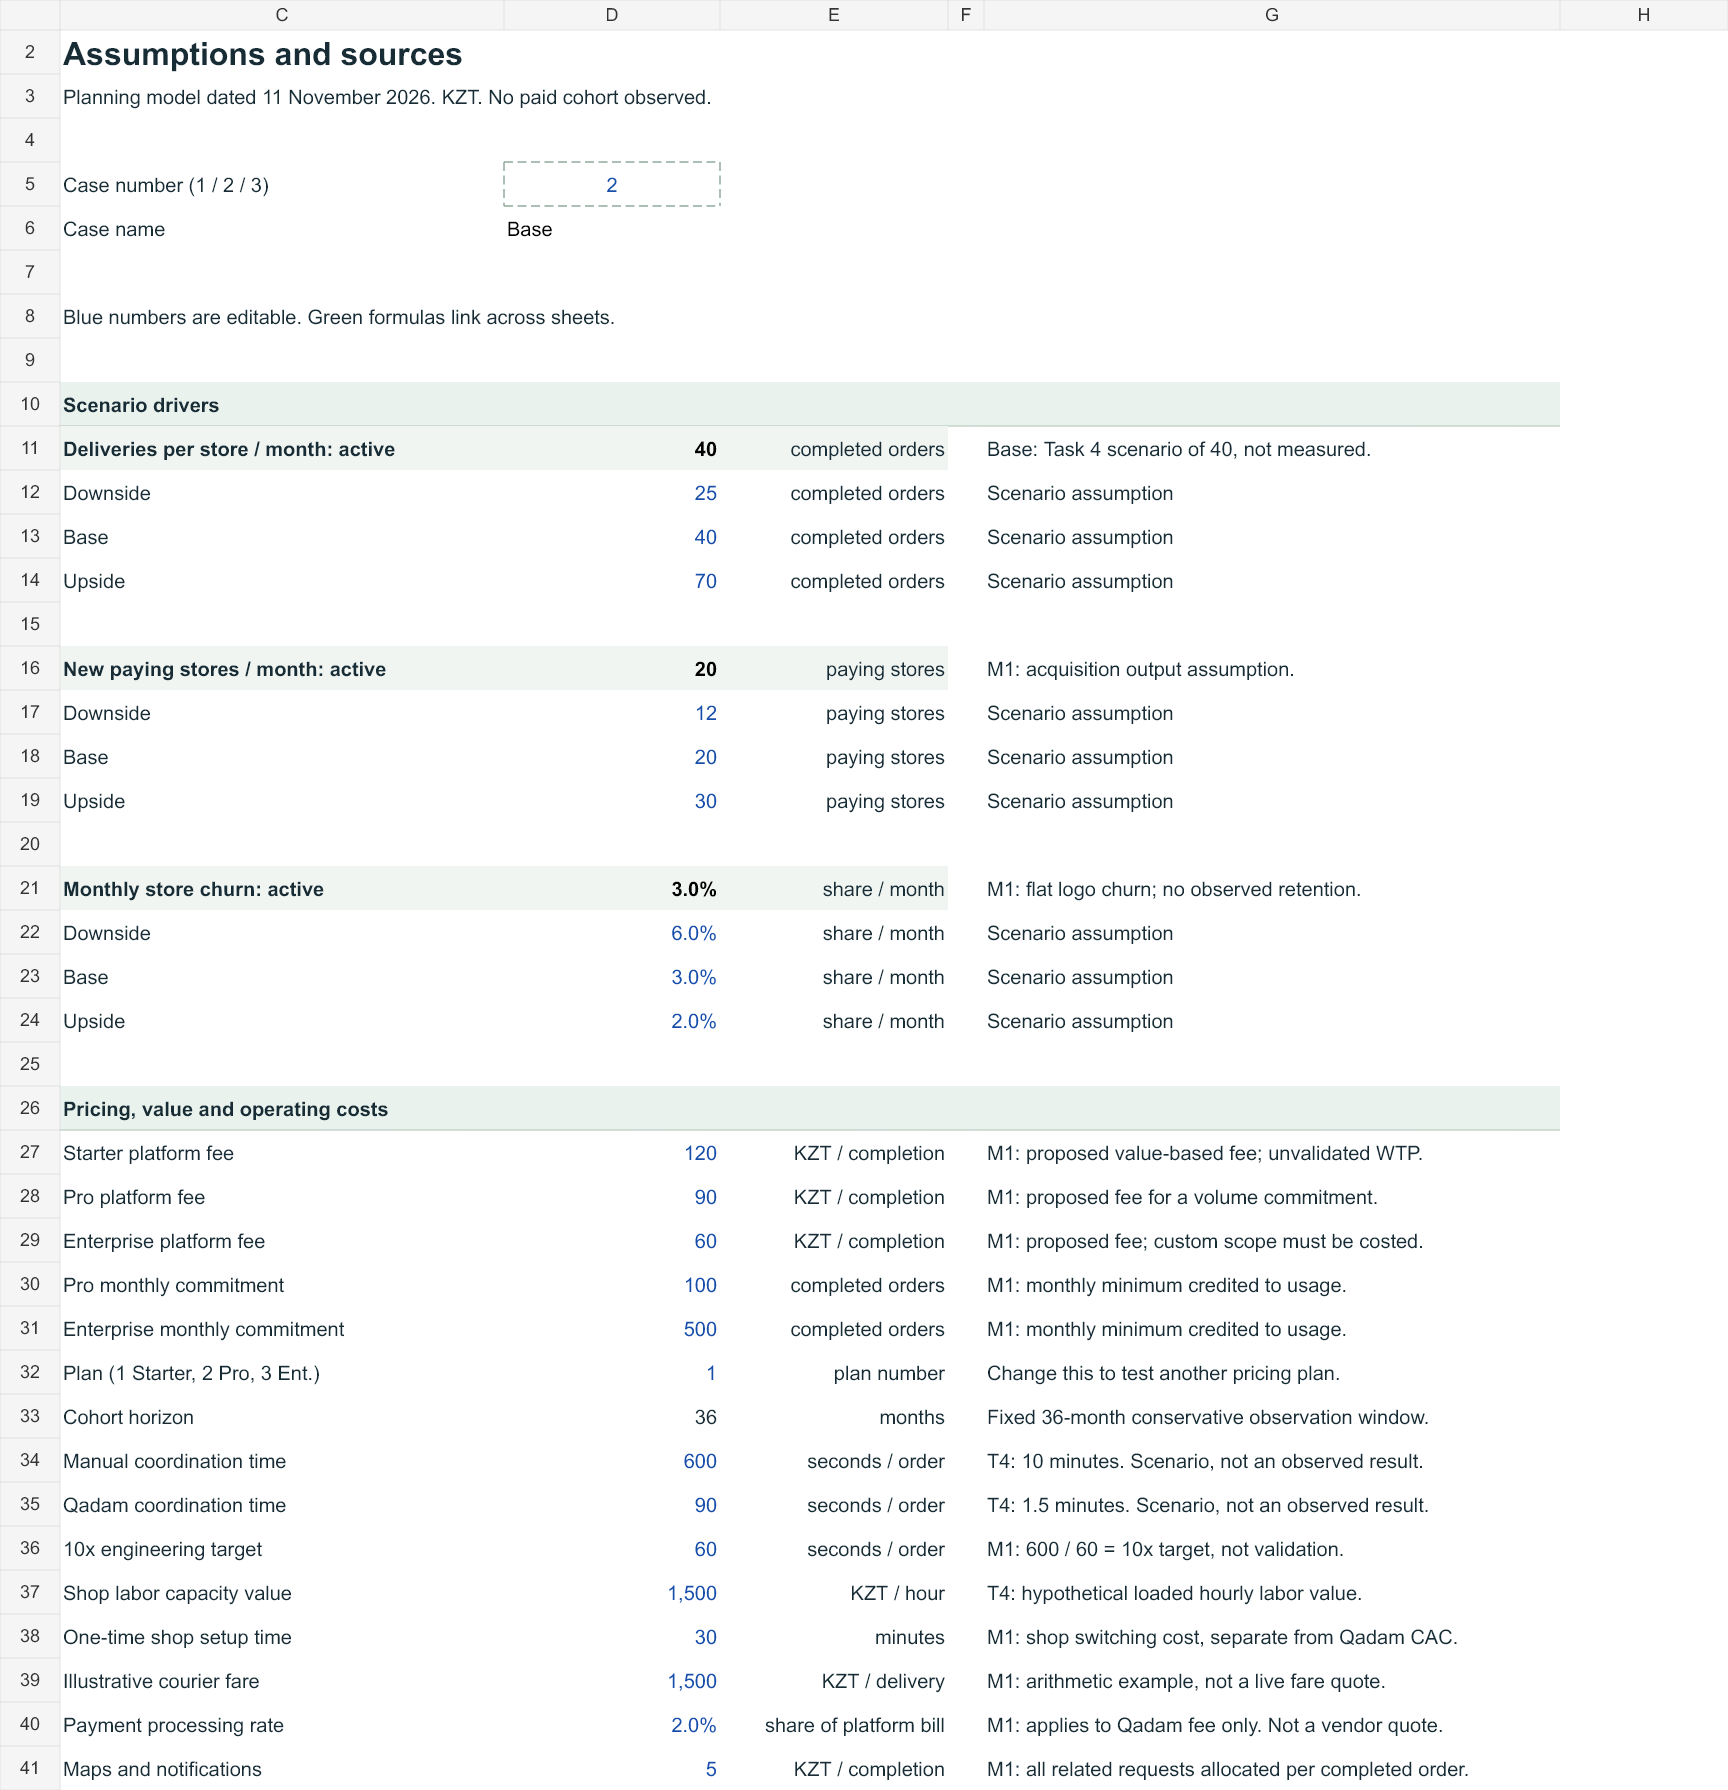 C D E F G H
2 Assumptions and sources
3 Planning model dated 11 November 2026. KZT. No paid cohort observed.
4
5 Case number (1 / 2 / 3) 2
6 Case name Base
7
8 Blue numbers are editable. Green formulas link across sheets.
9
10 Scenario drivers
11 Deliveries per store / month: active 40 completed orders Base: Task 4 scenario of 40, not measured.
12 Downside 25 completed orders Scenario assumption
13 Base 40 completed orders Scenario assumption
14 Upside 70 completed orders Scenario assumption
15
16 New paying stores / month: active 20 paying stores M1: acquisition output assumption.
17 Downside 12 paying stores Scenario assumption
18 Base 20 paying stores Scenario assumption
19 Upside 30 paying stores Scenario assumption
20
21 Monthly store churn: active 3.0% share / month M1: flat logo churn; no observed retention.
22 Downside 6.0% share / month Scenario assumption
23 Base 3.0% share / month Scenario assumption
24 Upside 2.0% share / month Scenario assumption
25
26 Pricing, value and operating costs
27 Starter platform fee 120 KZT / completion M1: proposed value-based fee; unvalidated WTP.
28 Pro platform fee 90 KZT / completion M1: proposed fee for a volume commitment.
29 Enterprise platform fee 60 KZT / completion M1: proposed fee; custom scope must be costed.
30 Pro monthly commitment 100 completed orders M1: monthly minimum credited to usage.
31 Enterprise monthly commitment 500 completed orders M1: monthly minimum credited to usage.
32 Plan (1 Starter, 2 Pro, 3 Ent.) 1 plan number Change this to test another pricing plan.
33 Cohort horizon 36 months Fixed 36-month conservative observation window.
34 Manual coordination time 600 seconds / order T4: 10 minutes. Scenario, not an observed result.
35 Qadam coordination time 90 seconds / order T4: 1.5 minutes. Scenario, not an observed result.
36 10x engineering target 60 seconds / order M1: 600 / 60 = 10x target, not validation.
37 Shop labor capacity value 1,500 KZT / hour T4: hypothetical loaded hourly labor value.
38 One-time shop setup time 30 minutes M1: shop switching cost, separate from Qadam CAC.
39 Illustrative courier fare 1,500 KZT / delivery M1: arithmetic example, not a live fare quote.
40 Payment processing rate 2.0% share of platform bill M1: applies to Qadam fee only. Not a vendor quote.
41 Maps and notifications 5 KZT / completion M1: all related requests allocated per completed order.